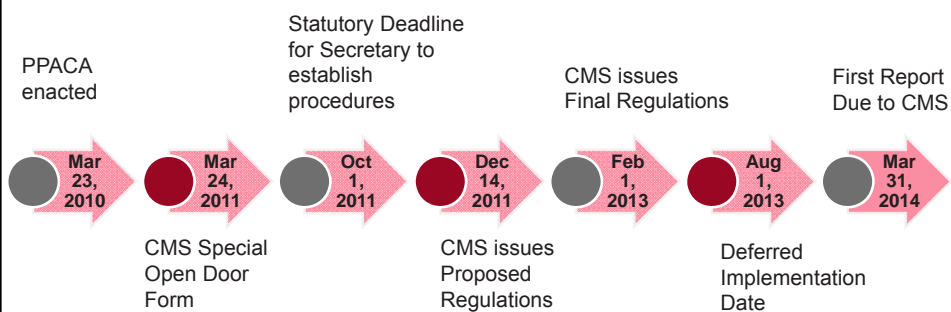 PPACA
enacted
Statutory Deadline
for Secretary to
establish
procedures
CMS issues
Final Regulations
First Report
Due to CMS
Mar
23,
2010
Mar
24,
2011
Oct
1,
2011
Dec
14,
2011
Feb
1,
2013
Aug
1,
2013
Mar
31,
2014
CMS Special
Open Door
Form
CMS issues
Proposed
Regulations
Deferred
Implementation
Date